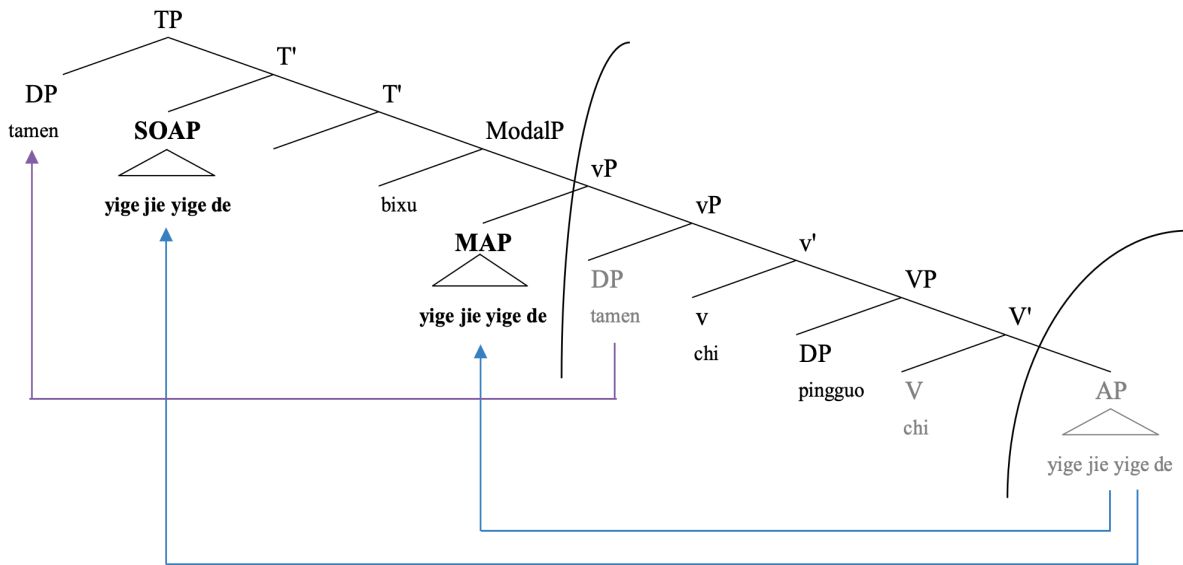 TP
T'
DP
T'
tamen
SOAP
ModalP
yige jie yige de
bixu
vP
MAP
vP
yige jie yige de
DP
v'
tamen
v
VP
chi
DP
V'
pingguo
V
AP
chi
yige jie yige de